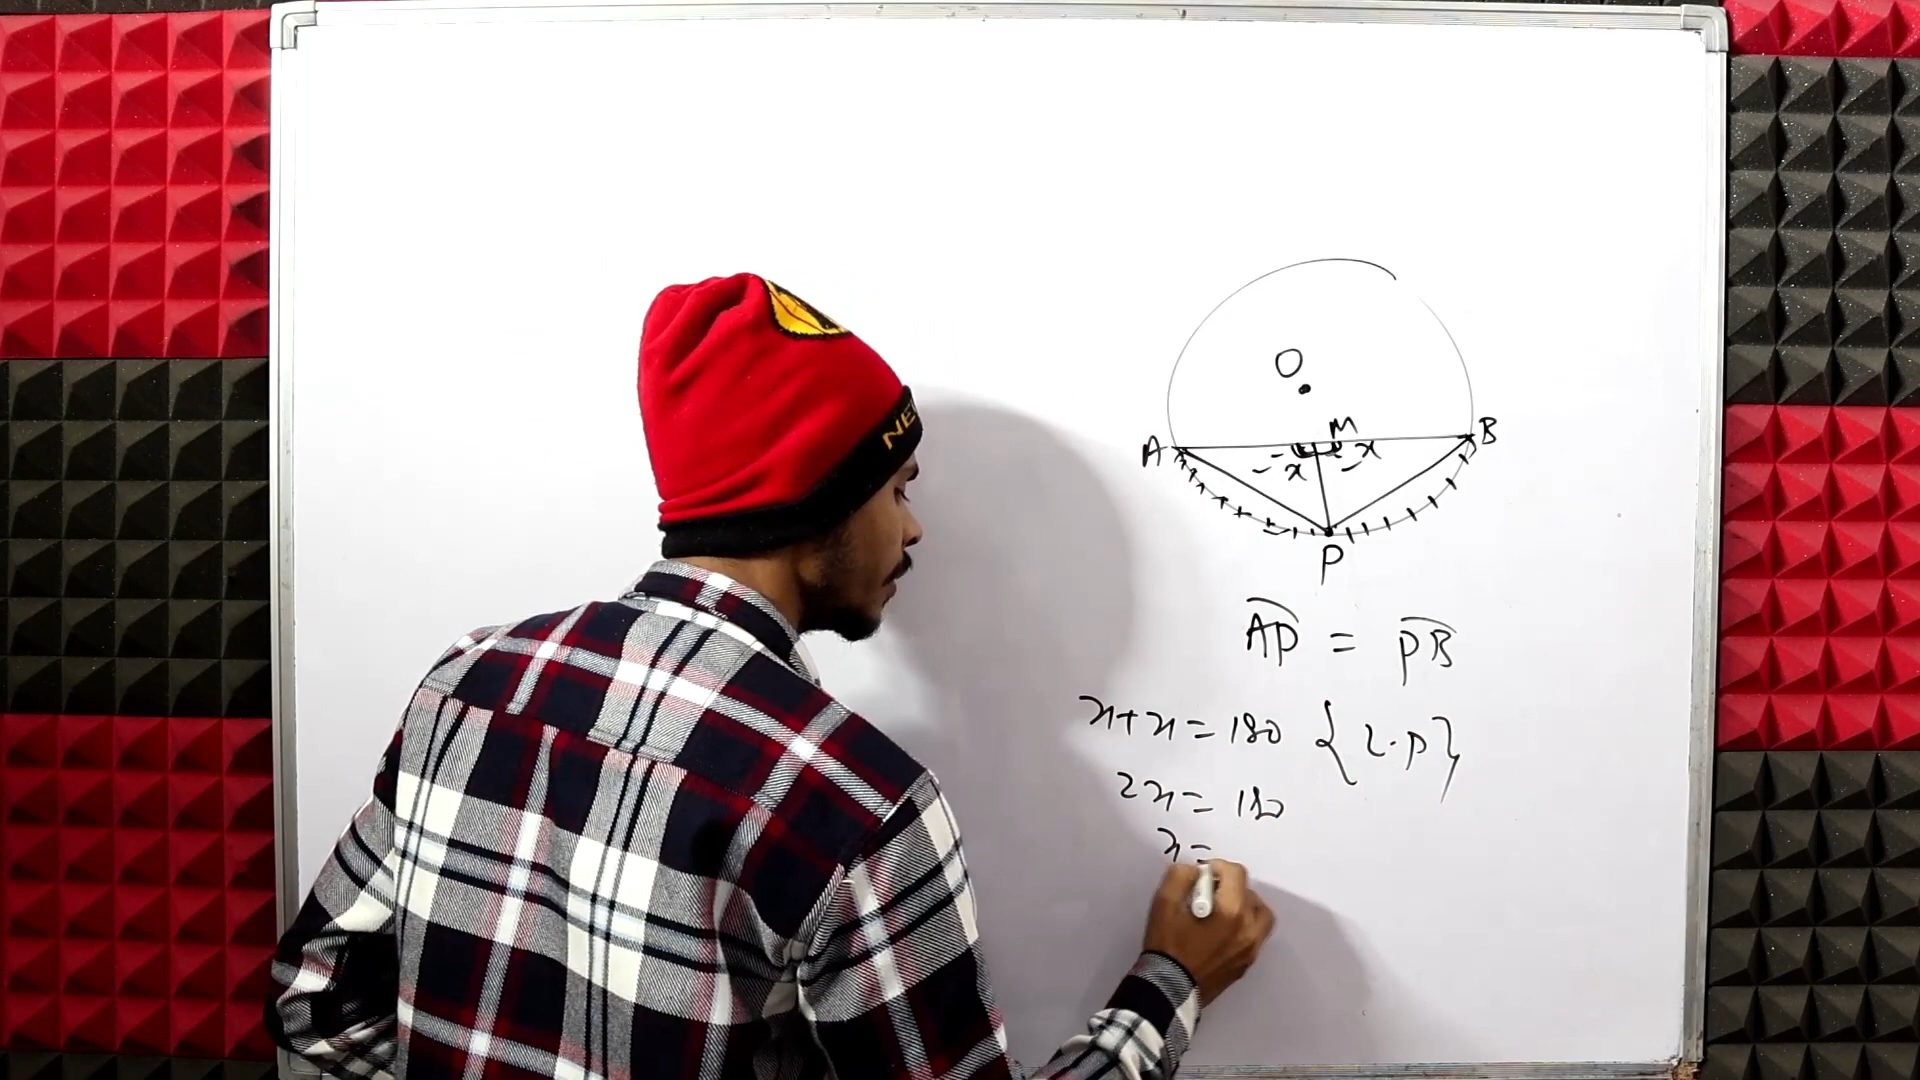 O
M
A
B
x
x
P
AP = PB
x+x = 180 {L.P}
2x = 180
x =
NE